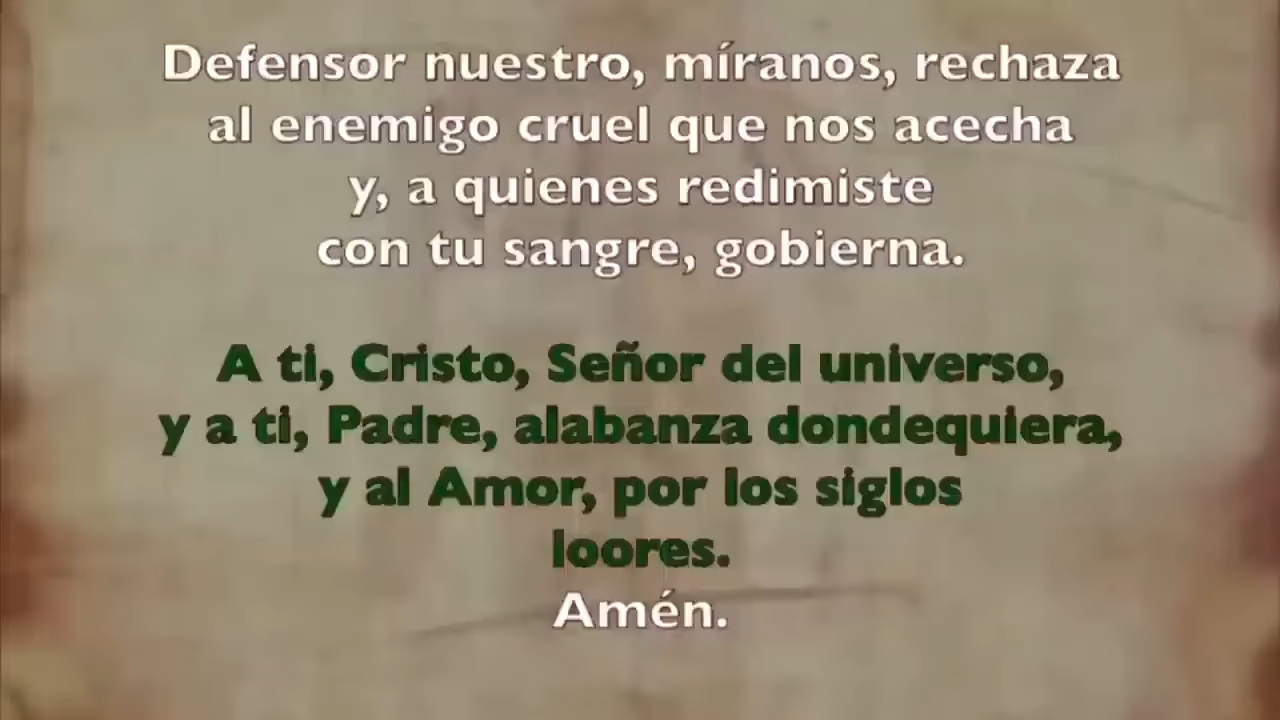 Defensor nuestro, míranos, rechaza
al enemigo cruel que nos acecha
y, a quienes redimiste
con tu sangre, gobierna.
A ti, Cristo, Señor del universo,
y a ti, Padre, alabanza dondequiera,
y al Amor, por los siglos
loores.
Amén.